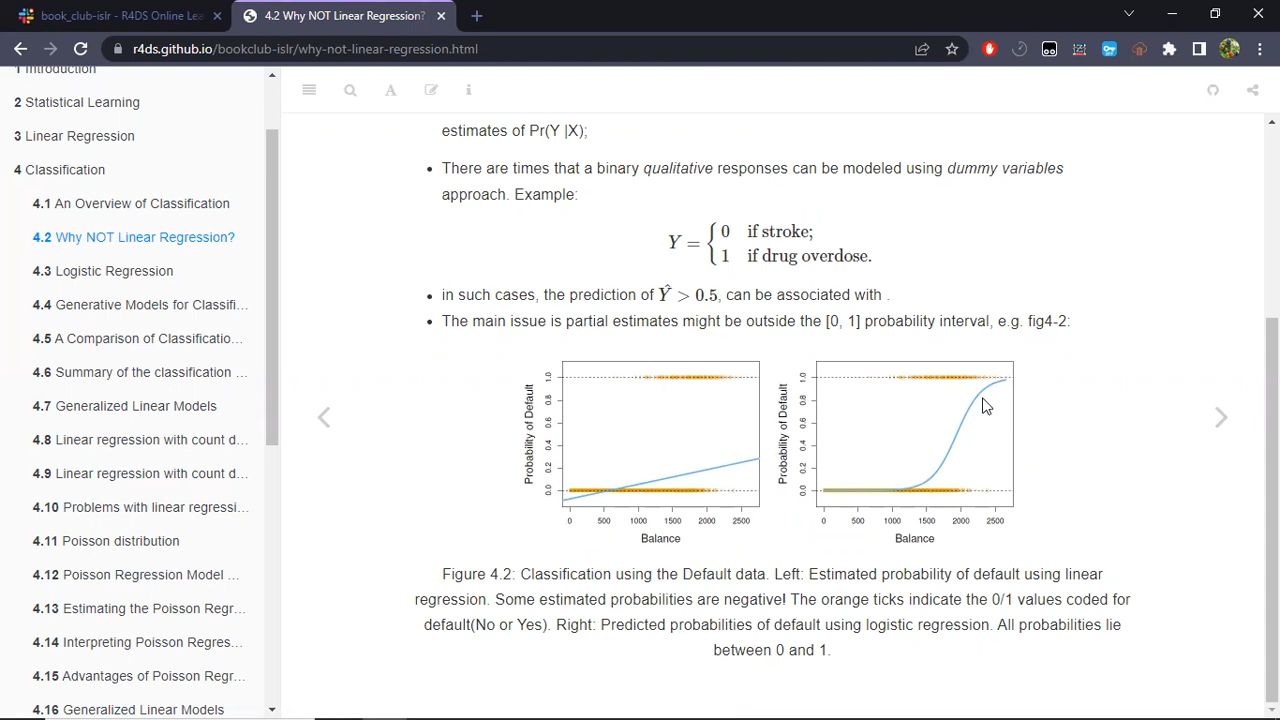 book_club-islr - R4DS Online Lea
4.2 Why NOT Linear Regression?
r4ds.github.io/bookclub-islr/why-not-linear-regression.html
1 Introduction
2 Statistical Learning
3 Linear Regression
4 Classification
4.1 An Overview of Classification
4.2 Why NOT Linear Regression?
4.3 Logistic Regression
4.4 Generative Models for Classifi...
4.5 A Comparison of Classificatio...
4.6 Summary of the classification ...
4.7 Generalized Linear Models
4.8 Linear regression with count d...
4.9 Linear regression with count d...
4.10 Problems with linear regressi...
4.11 Poisson distribution
4.12 Poisson Regression Model ...
4.13 Estimating the Poisson Regr...
4.14 Interpreting Poisson Regres...
4.15 Advantages of Poisson Regr...
4.16 Generalized Linear Models
estimates of Pr(Y |X);
• There are times that a binary qualitative responses can be modeled using dummy variables
approach. Example:
Y = { 0 if stroke;
1 if drug overdose.
• in such cases, the prediction of Ŷ > 0.5, can be associated with .
• The main issue is partial estimates might be outside the [0, 1] probability interval, e.g. fig4-2:
Probability of Default
1.0
0.8
0.6
0.4
0.2
0.0
0 500 1000 1500 2000 2500
Balance
Probability of Default
1.0
0.8
0.6
0.4
0.2
0.0
0 500 1000 1500 2000 2500
Balance
Figure 4.2: Classification using the Default data. Left: Estimated probability of default using linear
regression. Some estimated probabilities are negative! The orange ticks indicate the 0/1 values coded for
default(No or Yes). Right: Predicted probabilities of default using logistic regression. All probabilities lie
between 0 and 1.